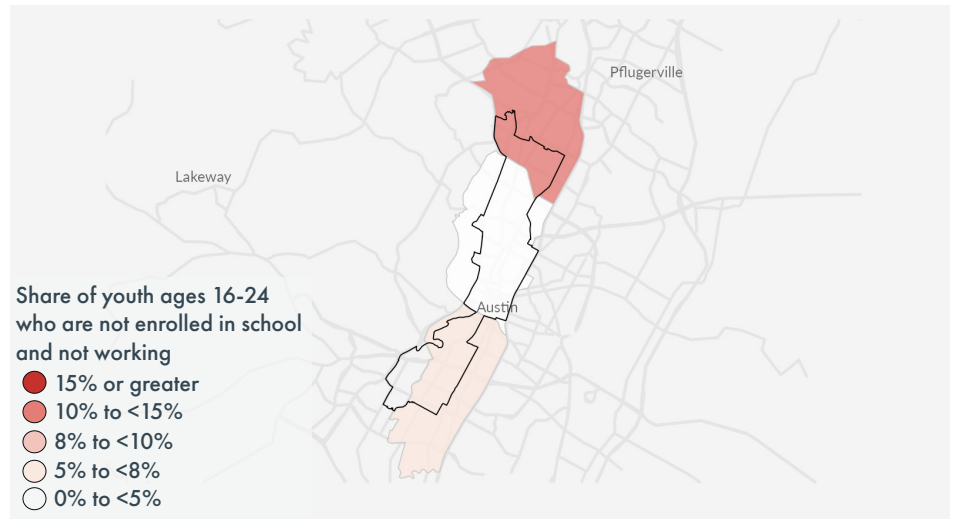 Pflugerville
Lakeway
Austin
Share of youth ages 16-24
who are not enrolled in school
and not working
15% or greater
10% to <15%
8% to <10%
5% to <8%
0% to <5%